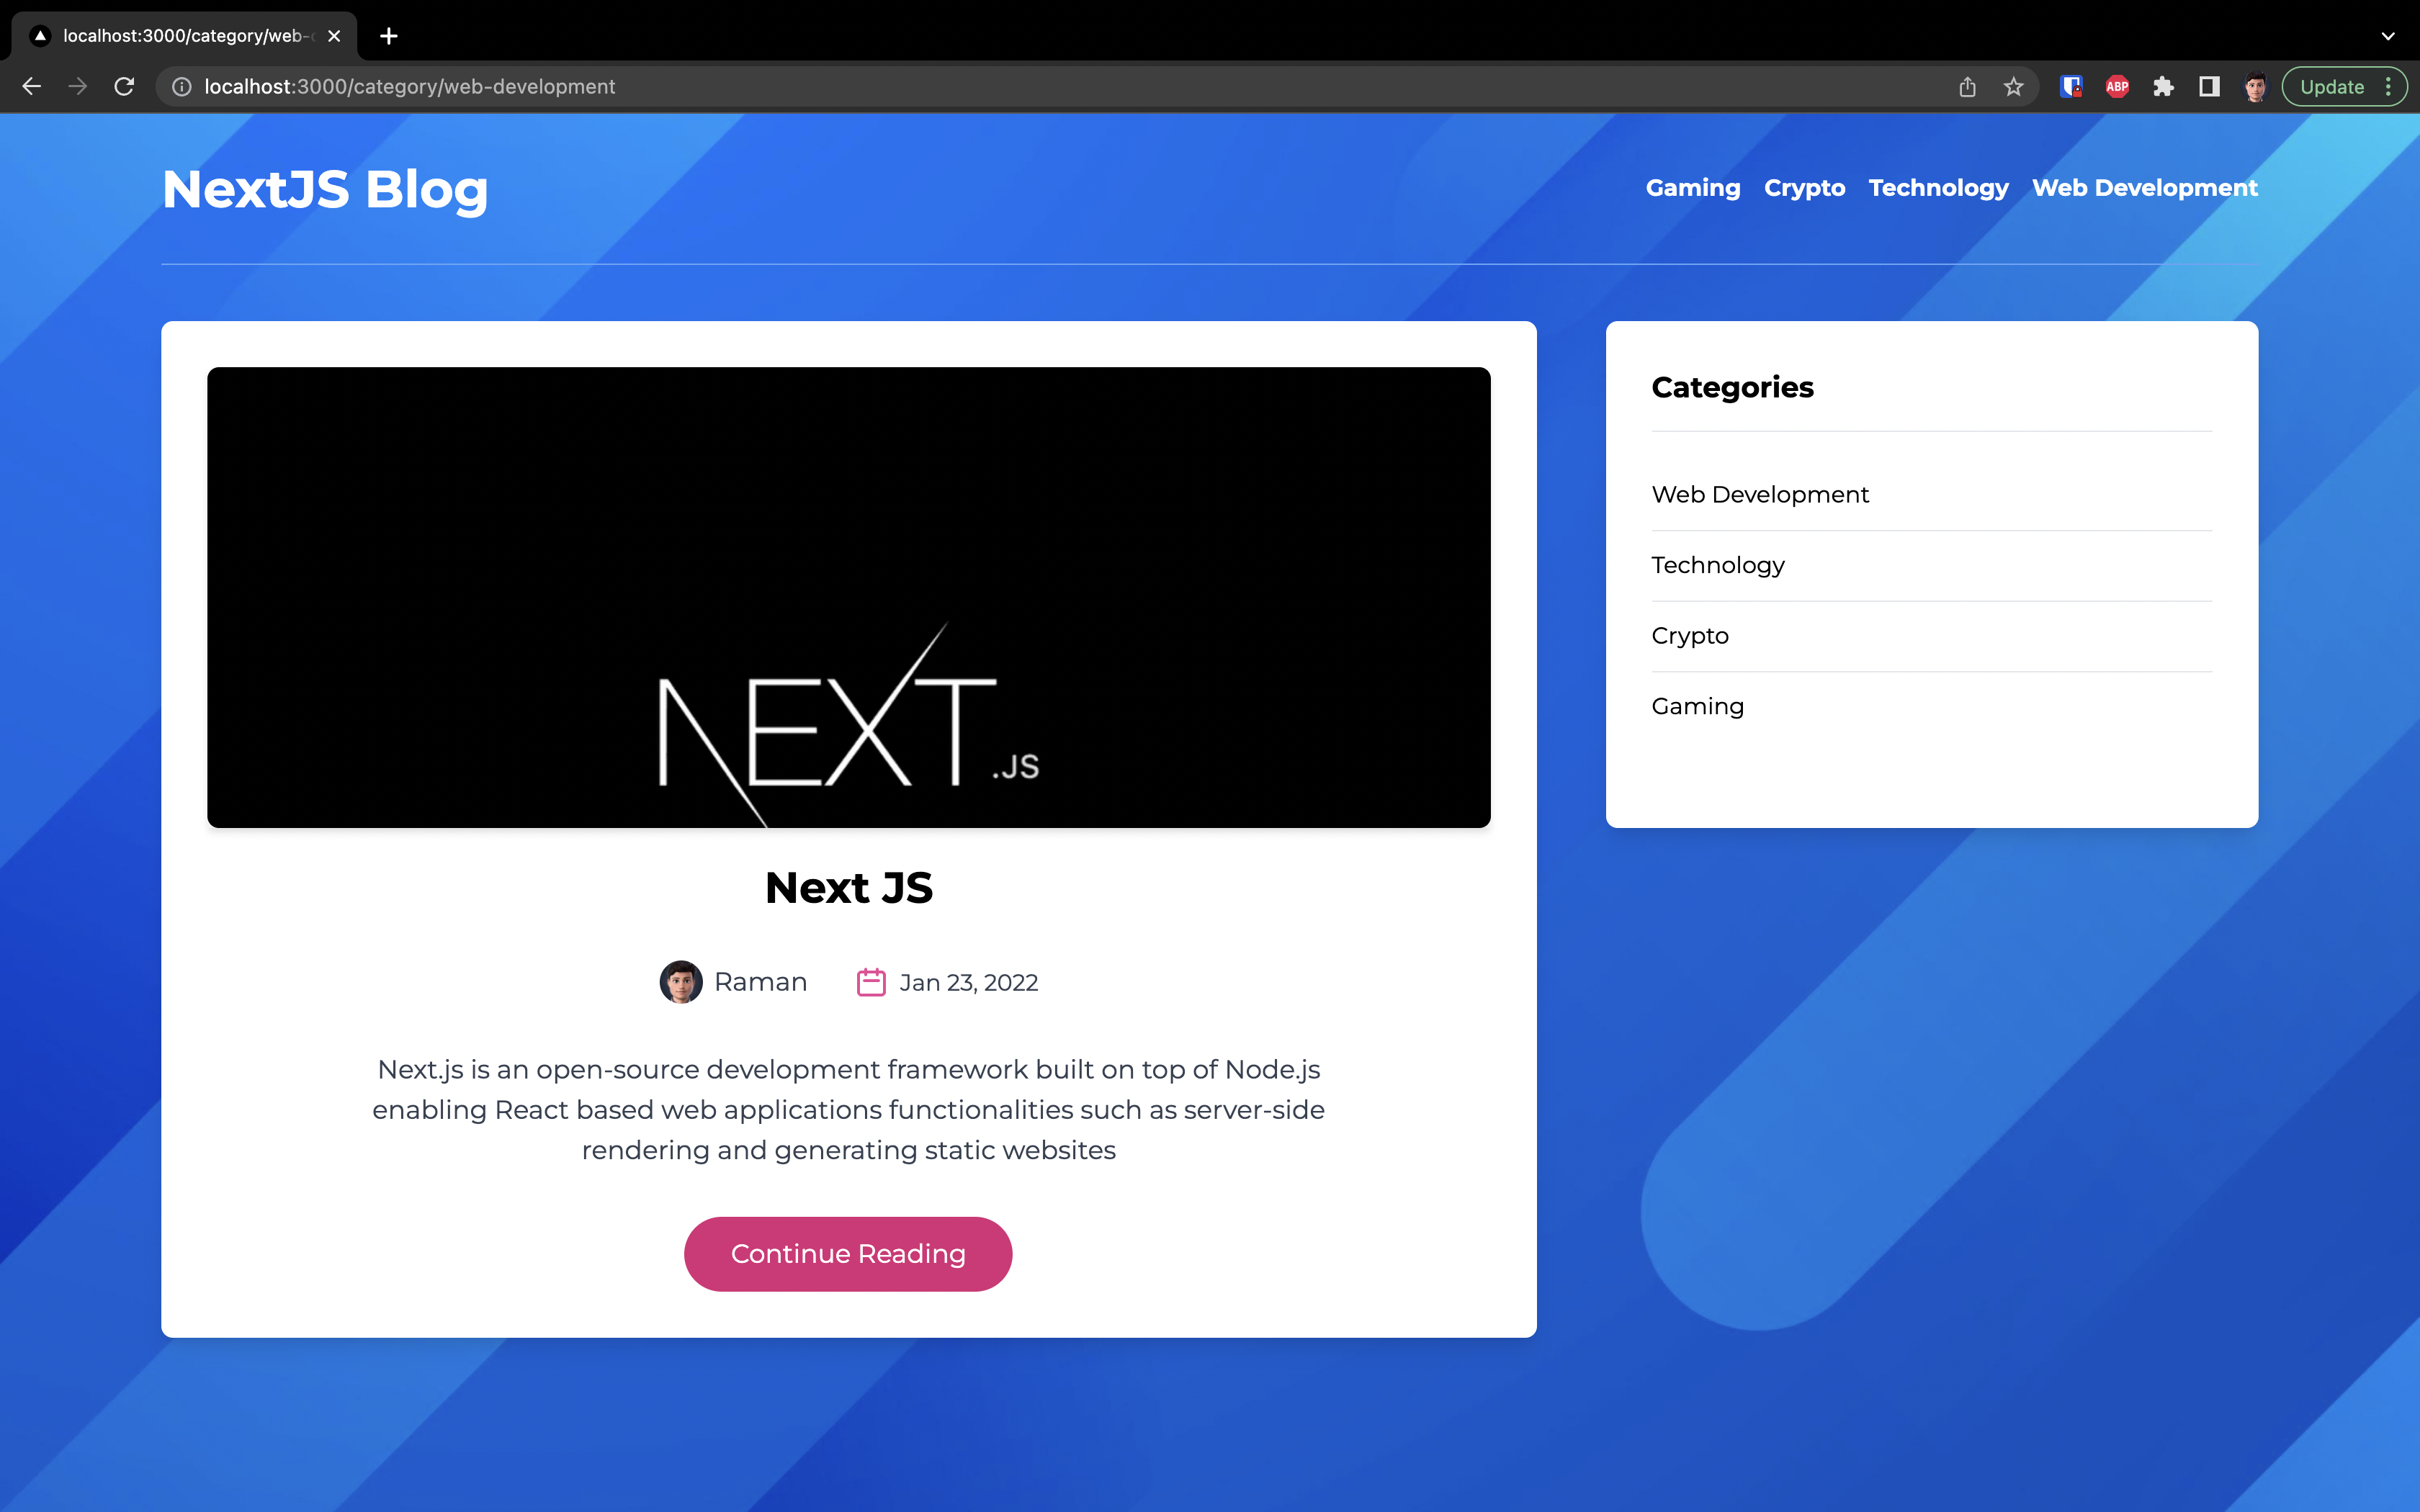 localhost:3000/category/web-
localhost:3000/category/web-development
ABP
Update
NextJS Blog
Gaming Crypto Technology Web Development
NEXT.JS
Next JS
Raman Jan 23, 2022
Next.js is an open-source development framework built on top of Node.js
enabling React based web applications functionalities such as server-side
rendering and generating static websites
Continue Reading
Categories
Web Development
Technology
Crypto
Gaming